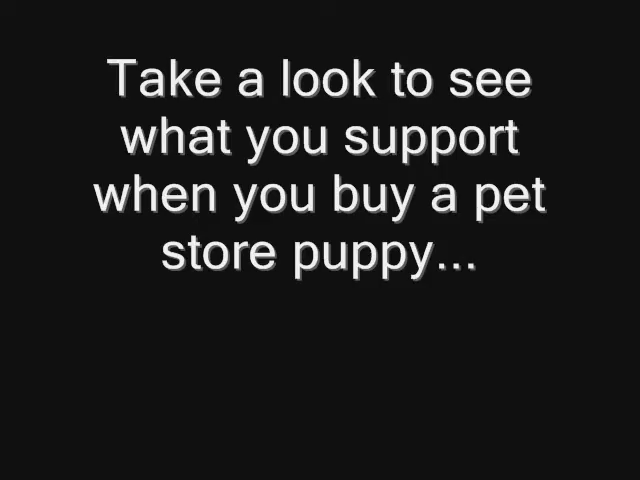 Take a look to see
what you support
when you buy a pet
store puppy...